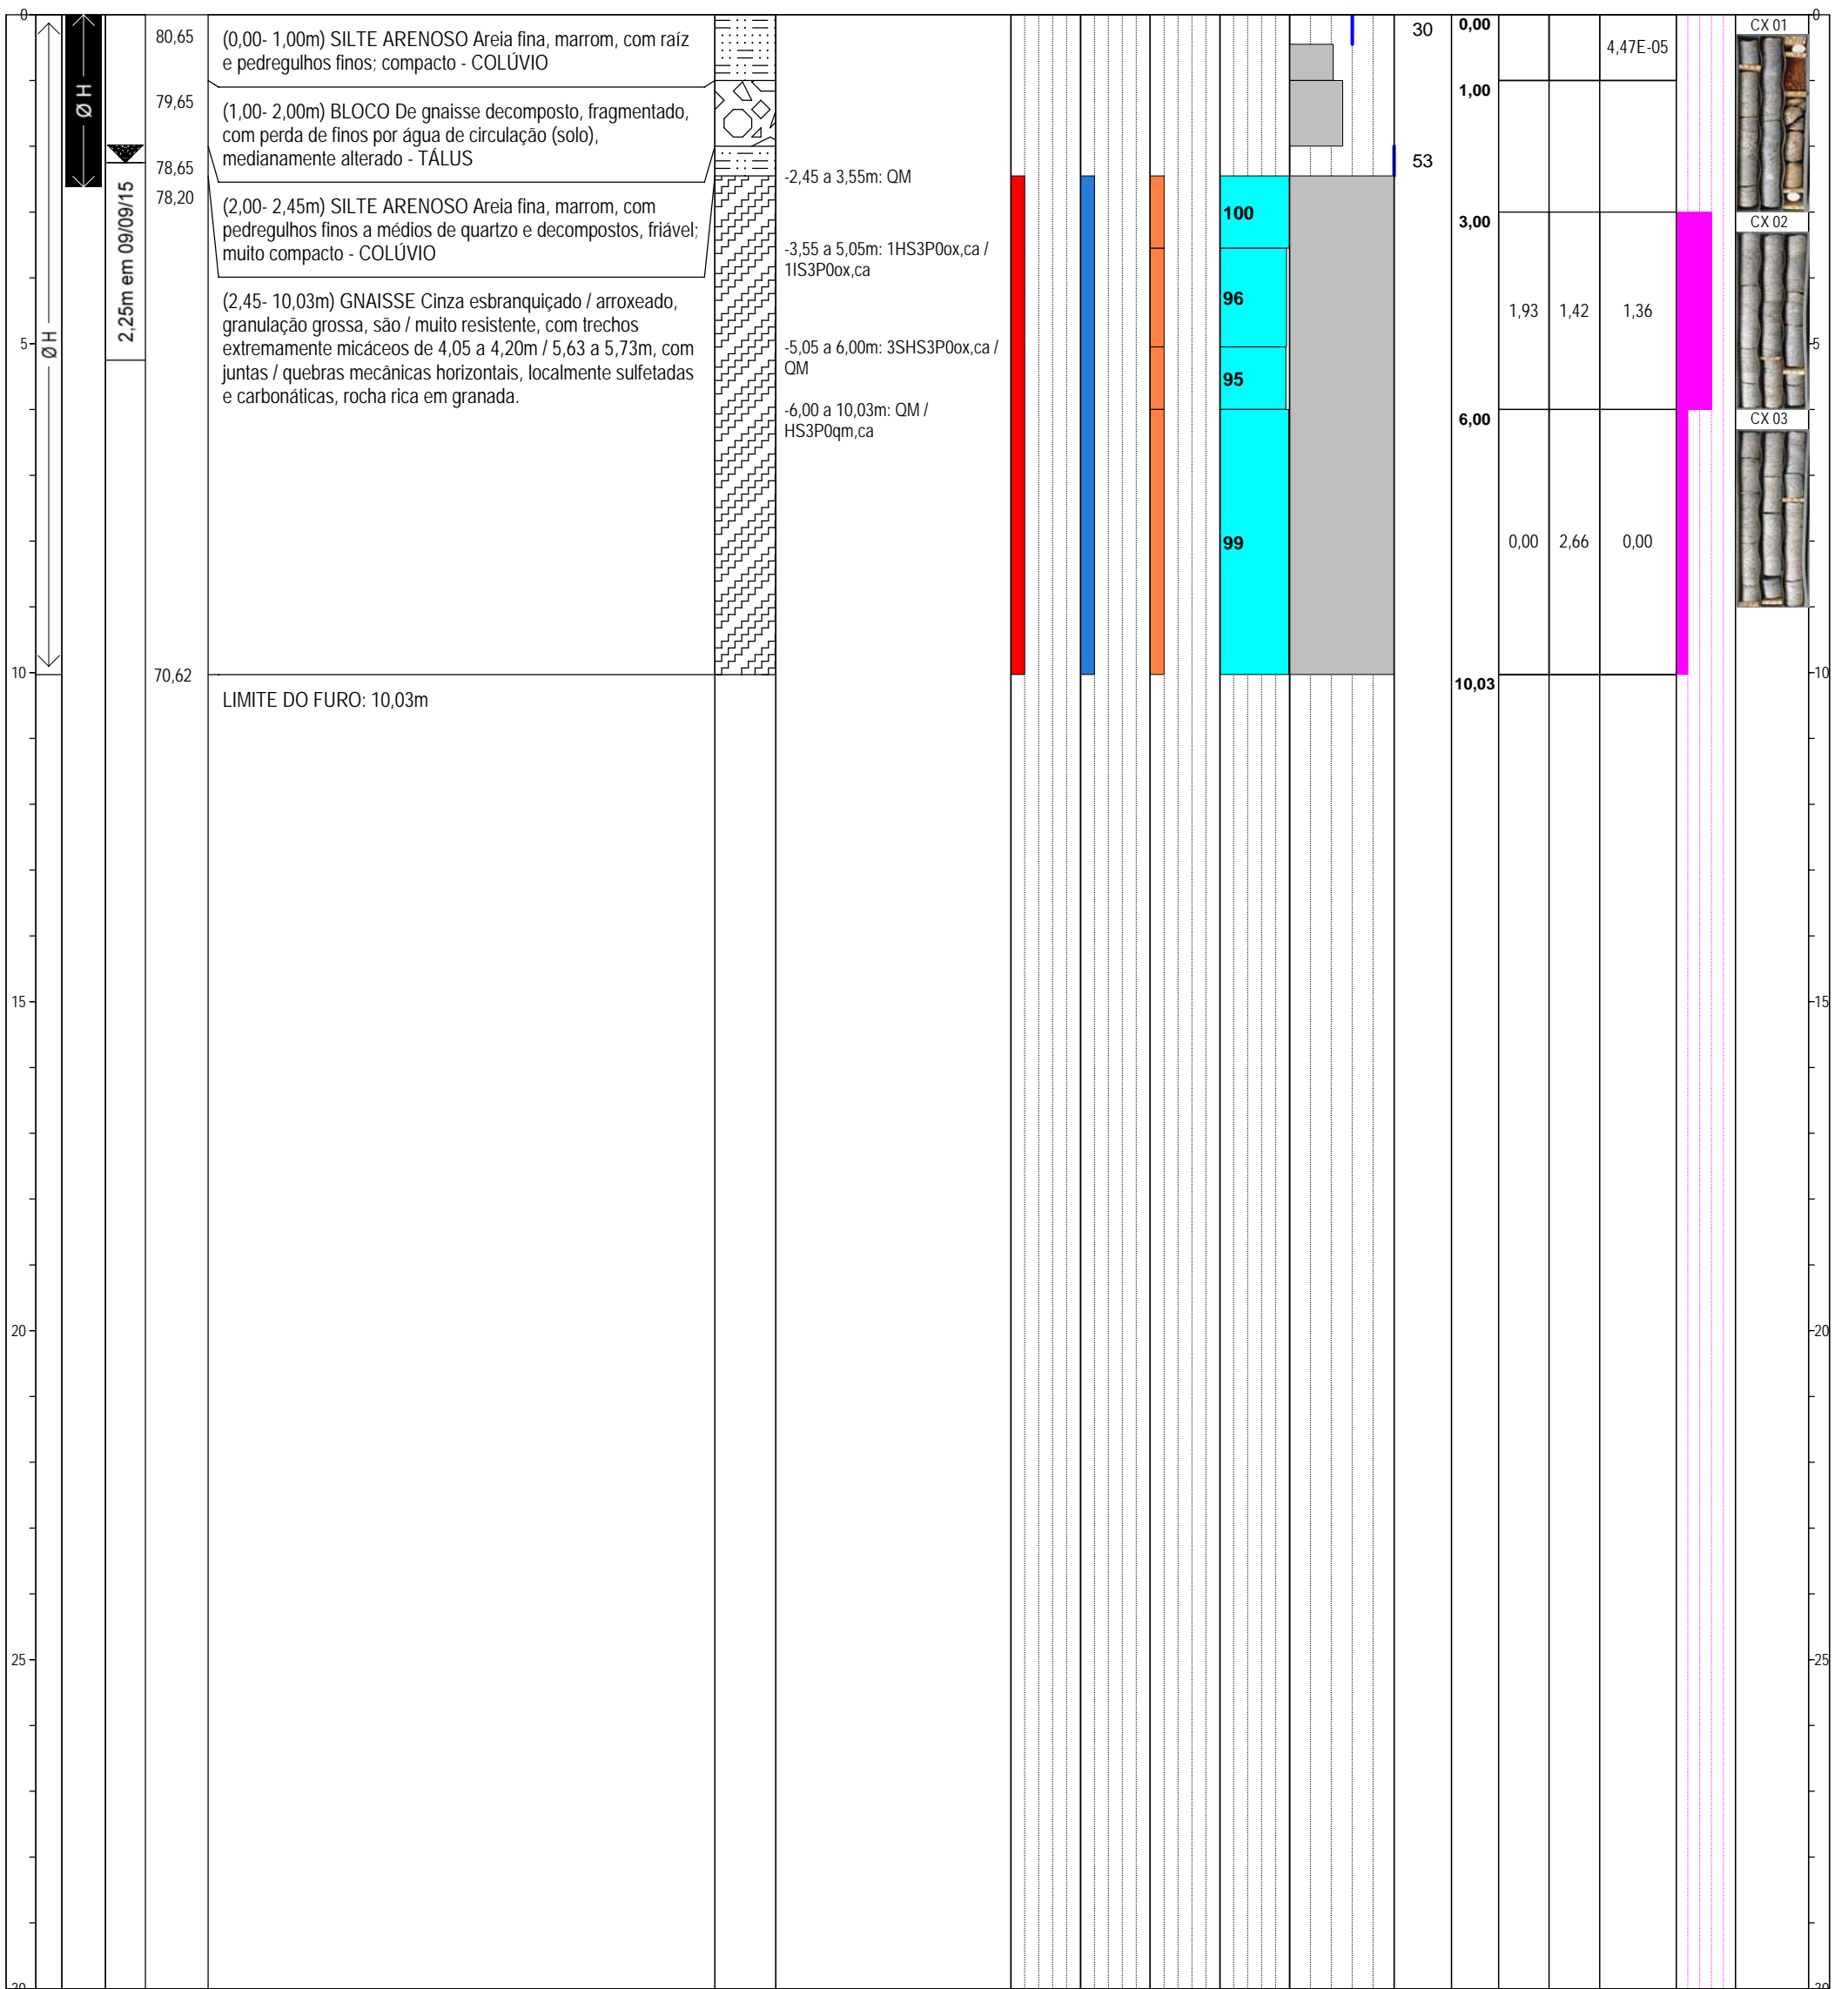 0
Ø H
Ø H
2,25m em 09/09/15
80,65
79,65
78,65
78,20
70,62
(0,00- 1,00m) SILTE ARENOSO Areia fina, marrom, com raíz
e pedregulhos finos; compacto - COLÚVIO
(1,00- 2,00m) BLOCO De gnaisse decomposto, fragmentado,
com perda de finos por água de circulação (solo),
medianamente alterado - TÁLUS
(2,00- 2,45m) SILTE ARENOSO Areia fina, marrom, com
pedregulhos finos a médios de quartzo e decompostos, friável;
muito compacto - COLÚVIO
(2,45- 10,03m) GNAISSE Cinza esbranquiçado / arroxeado,
granulação grossa, são / muito resistente, com trechos
extremamente micáceos de 4,05 a 4,20m / 5,63 a 5,73m, com
juntas / quebras mecânicas horizontais, localmente sulfetadas
e carbonáticas, rocha rica em granada.
LIMITE DO FURO: 10,03m
-2,45 a 3,55m: QM
-3,55 a 5,05m: 1HS3P0ox,ca /
1IS3P0ox,ca
-5,05 a 6,00m: 3SHS3P0ox,ca /
QM
-6,00 a 10,03m: QM /
HS3P0qm,ca
100
96
95
99
30
53
0,00
1,00
3,00
6,00
10,03
4,47E-05
1,93 1,42 1,36
0,00 2,66 0,00
CX 01
CX 02
CX 03
0
5
10
15
20
25
5
10
15
20
25